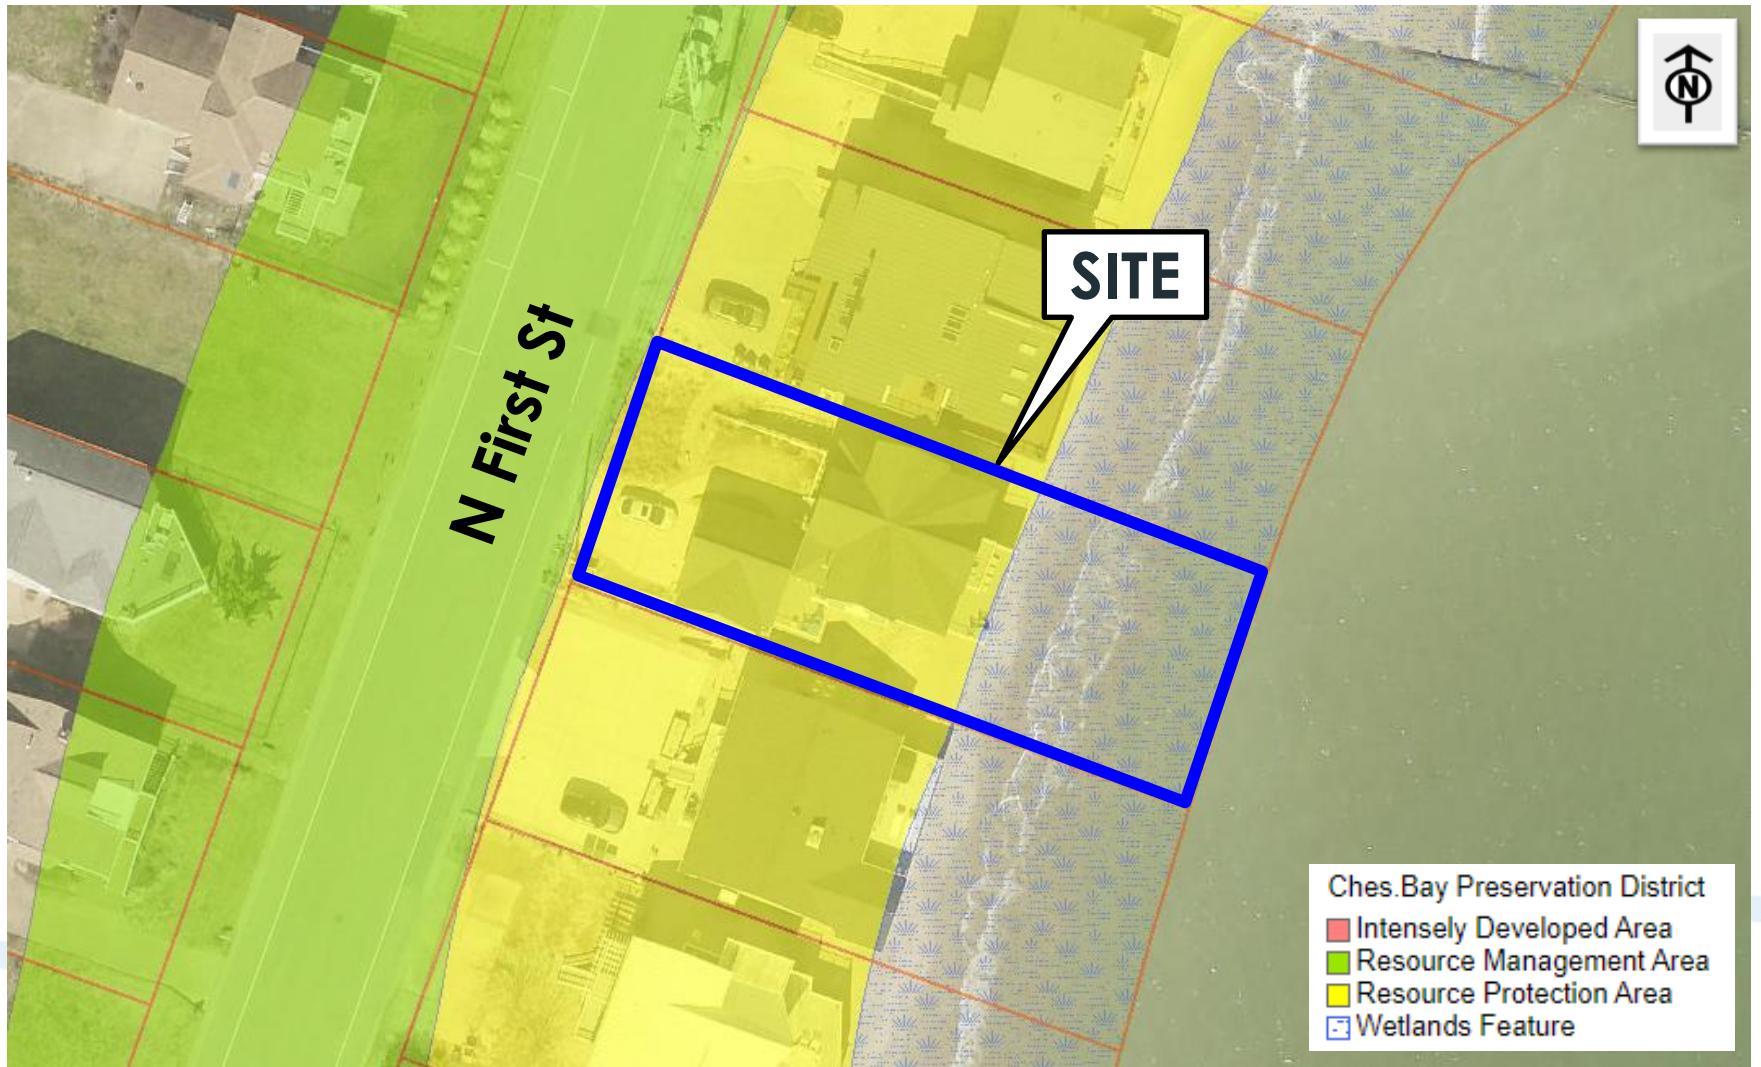 N
SITE
N First St
Ches.Bay Preservation District
Intensely Developed Area
Resource Management Area
Resource Protection Area
Wetlands Feature